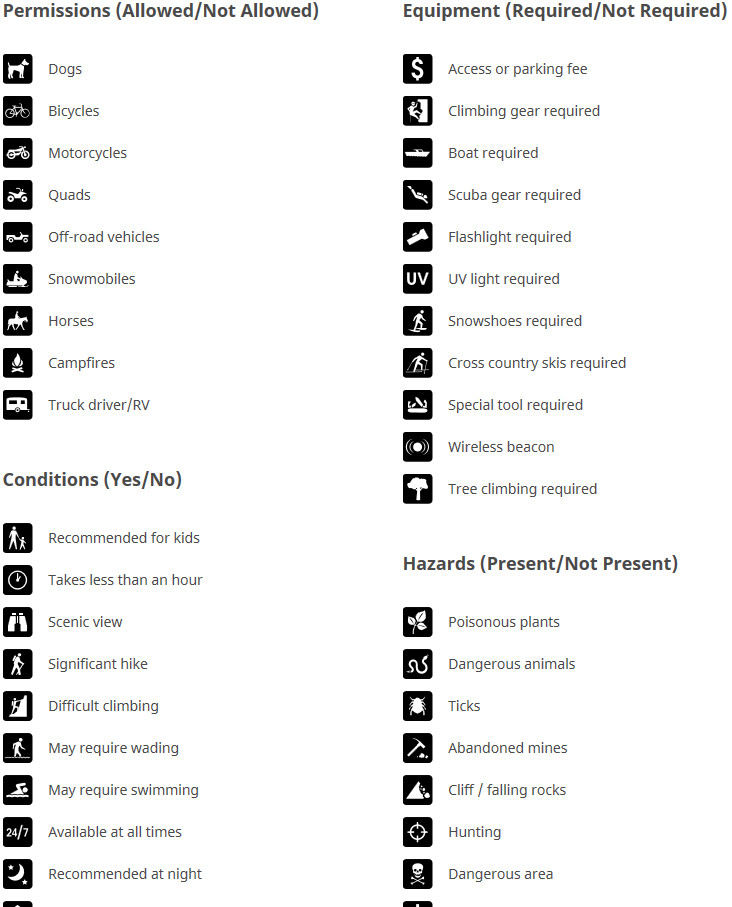 Permissions (Allowed/Not Allowed)
Dogs
Bicycles
Motorcycles
Quads
Off-road vehicles
Snowmobiles
Horses
Campfires
Truck driver/RV
Conditions (Yes/No)
Recommended for kids
Takes less than an hour
Scenic view
Significant hike
Difficult climbing
May require wading
May require swimming
24/7 Available at all times
Recommended at night
Equipment (Required/Not Required)
$ Access or parking fee
Climbing gear required
Boat required
Scuba gear required
Flashlight required
UV UV light required
Snowshoes required
Cross country skis required
Special tool required
Wireless beacon
Tree climbing required
Hazards (Present/Not Present)
Poisonous plants
Dangerous animals
Ticks
Abandoned mines
Cliff / falling rocks
Hunting
Dangerous area